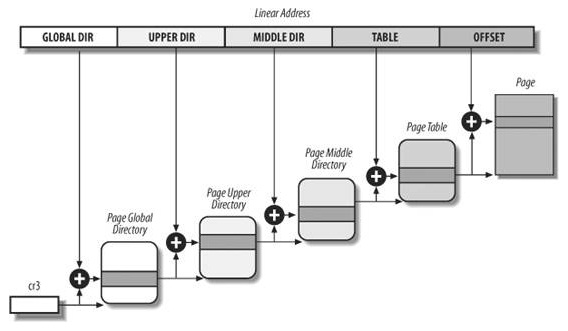 Linear Address
GLOBAL DIR
UPPER DIR
MIDDLE DIR
TABLE
OFFSET
Page
Page Table
Page Middle
Directory
Page Upper
Directory
Page Global
Directory
cr3